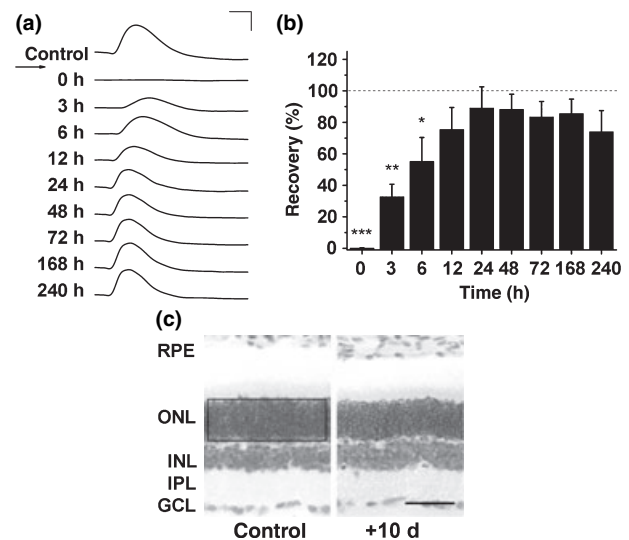 (a)
Control
0 h
3 h
6 h
12 h
24 h
48 h
72 h
168 h
240 h
(b)
120
100
80
60
40
20
0
Recovery (%)
***
**
*
0 3 6 12 24 48 72 168 240
Time (h)
(c)
RPE
ONL
INL
IPL
GCL
Control +10 d